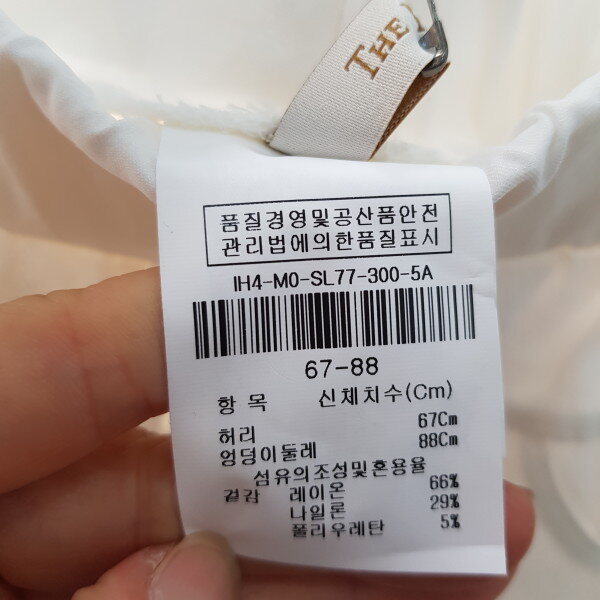 THE
품질경영및공산품안전
관리법에의한품질표시
IH4-M0-SL77-300-5A
67-88
항 목 신체치수(Cm)
허리 67Cm
엉덩이둘레 88Cm
섬유의조성및혼용율
겉감 레이온 66%
나일론 29%
폴리우레탄 5%